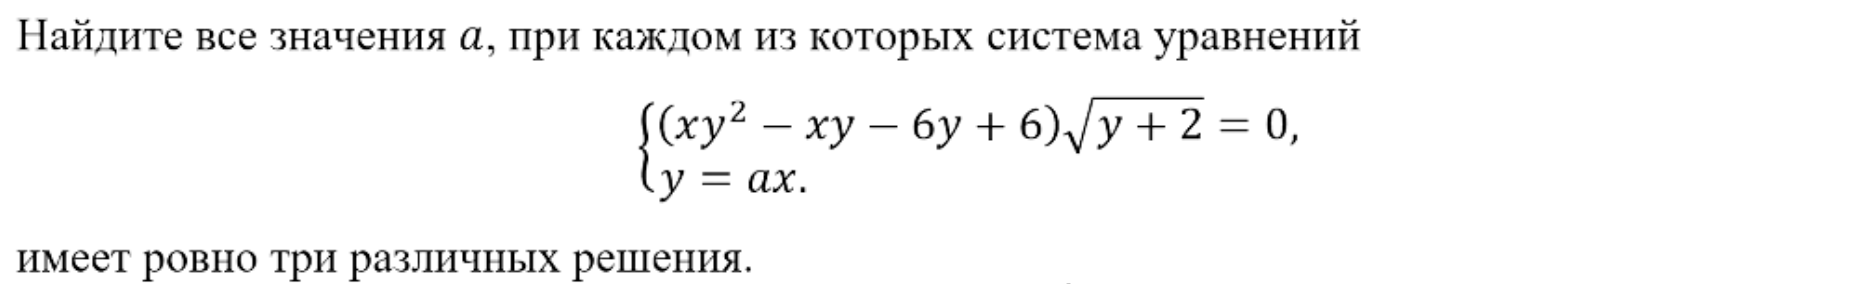 Найдите все значения a, при каждом из которых система уравнений
{(xy² − xy − 6y + 6)√(y + 2) = 0,
y = ax.
имеет ровно три различных решения.